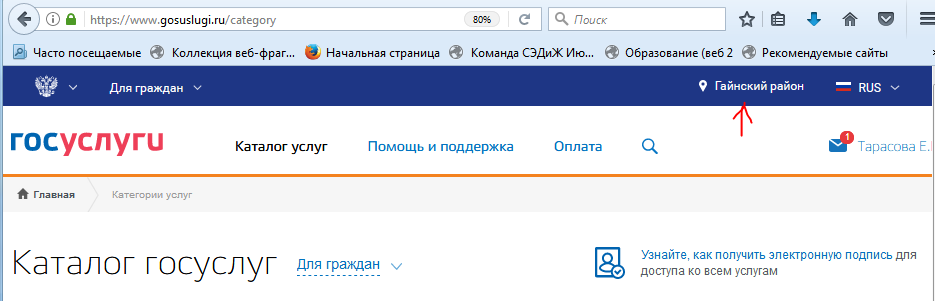 https://www.gosuslugi.ru/category 80% Поиск
Часто посещаемые Коллекция веб-фраг... Начальная страница Команда СЭДиЖ Ию... Образование (веб 2 Рекомендуемые сайты
Для граждан Гайнский район RUS
госуслуги Каталог услуг Помощь и поддержка Оплата 1 Тарасова Е.
Главная Категории услуг
Каталог госуслуг Для граждан
Узнайте, как получить электронную подпись для
доступа ко всем услугам